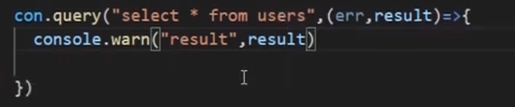 con.query("select * from users",(err,result)=>{
console.warn("result",result)
})